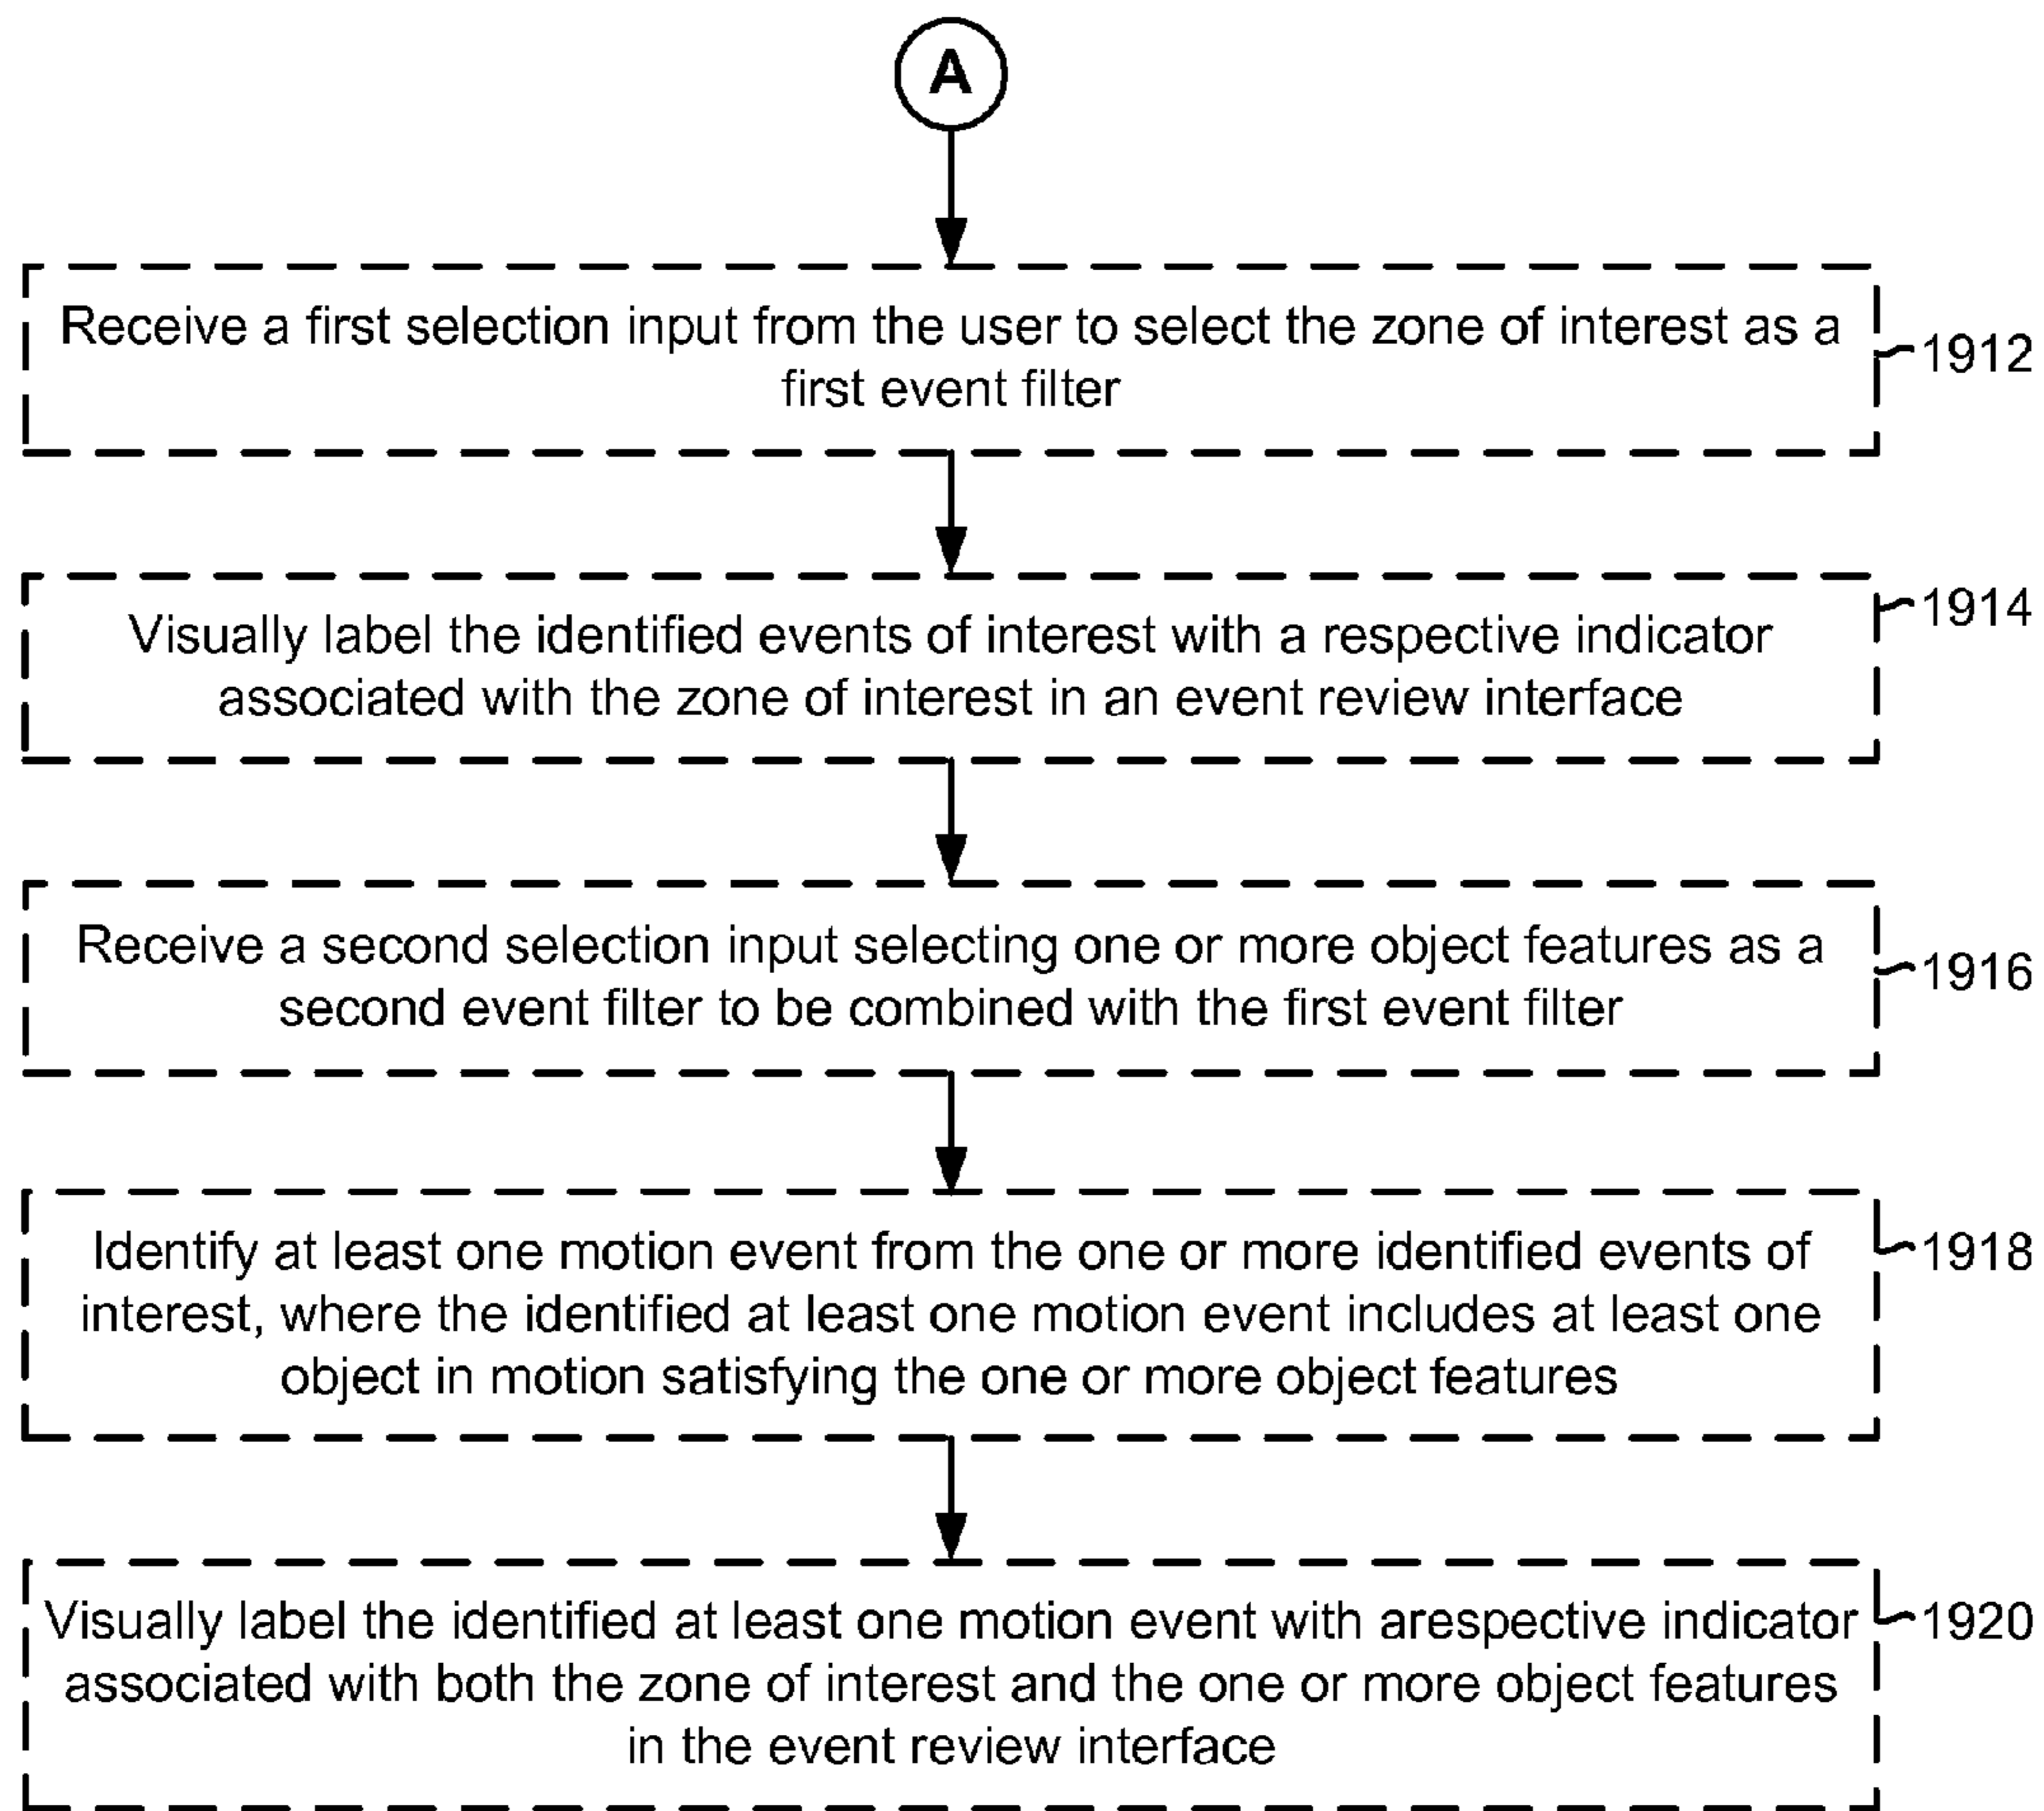 A
Receive a first selection input from the user to select the zone of interest as a
first event filter
1912
Visually label the identified events of interest with a respective indicator
associated with the zone of interest in an event review interface
1914
Receive a second selection input selecting one or more object features as a
second event filter to be combined with the first event filter
1916
Identify at least one motion event from the one or more identified events of
interest, where the identified at least one motion event includes at least one
object in motion satisfying the one or more object features
1918
Visually label the identified at least one motion event with arespective indicator
associated with both the zone of interest and the one or more object features
in the event review interface
1920